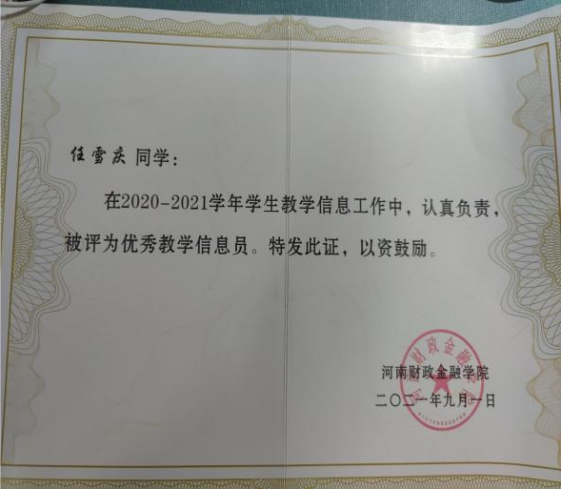 任雪庆 同学：
在2020-2021学年学生教学信息工作中，认真负责，
被评为优秀教学信息员。特发此证，以资鼓励。
河南财政金融学院
二〇二一年九月一日